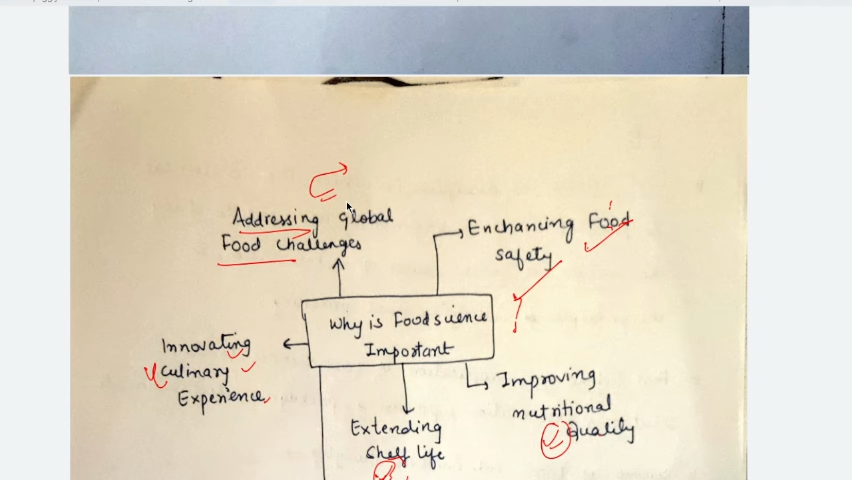 Addressing global
Food challenges
Enchancing Food
safety
Why is Food science
Important
Innovating
Culinary
Experience
Improving
nutritional
Quality
Extending
Shelf life